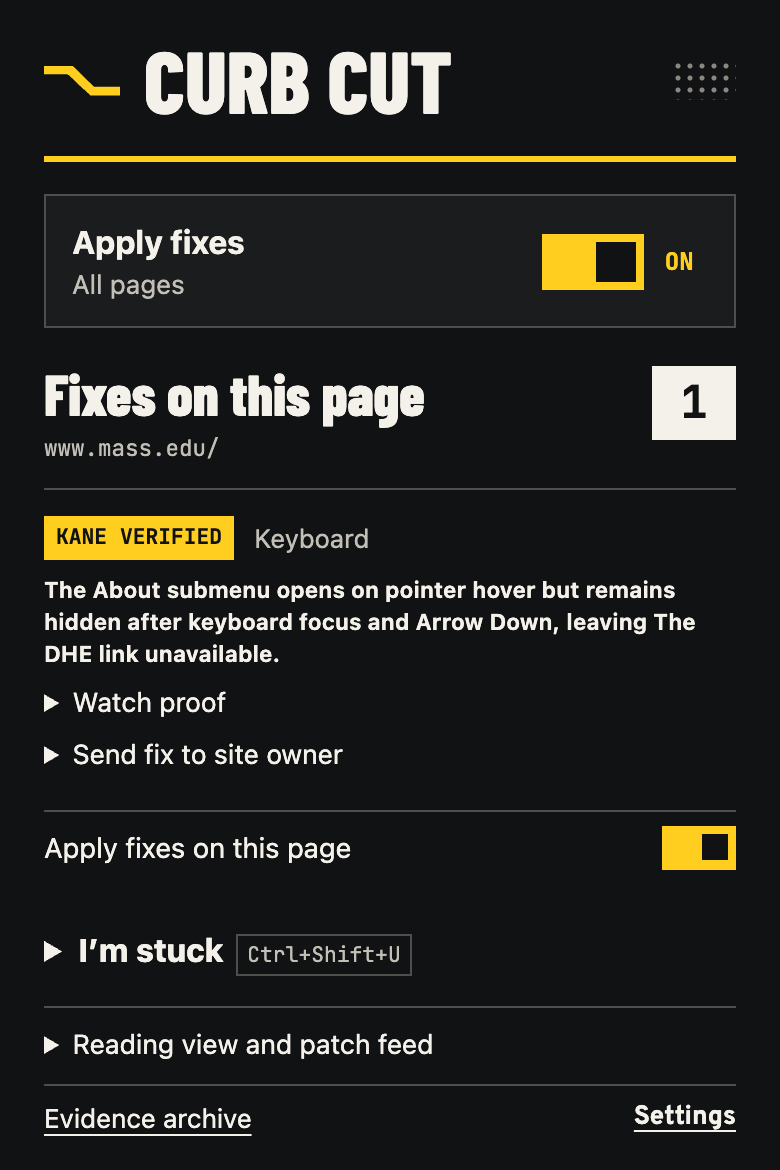 CURB CUT
Apply fixes
All pages
ON
Fixes on this page
1
www.mass.edu/
KANE VERIFIED
Keyboard
The About submenu opens on pointer hover but remains
hidden after keyboard focus and Arrow Down, leaving The
DHE link unavailable.
Watch proof
Send fix to site owner
Apply fixes on this page
I’m stuck
Ctrl+Shift+U
Reading view and patch feed
Evidence archive
Settings